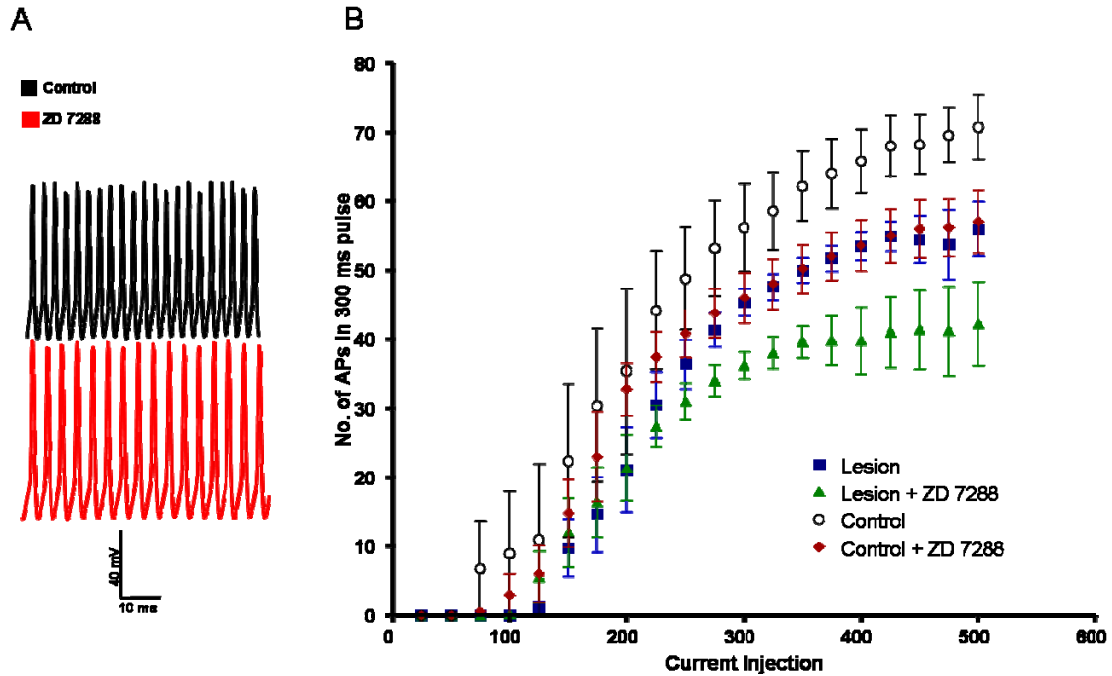 A
Control
ZD 7288
40 mV
10 ms
B
No. of APs in 300 ms pulse
80
70
60
50
40
30
20
10
0
0
100
200
300
400
500
600
Current Injection
Lesion
Lesion + ZD 7288
Control
Control + ZD 7288